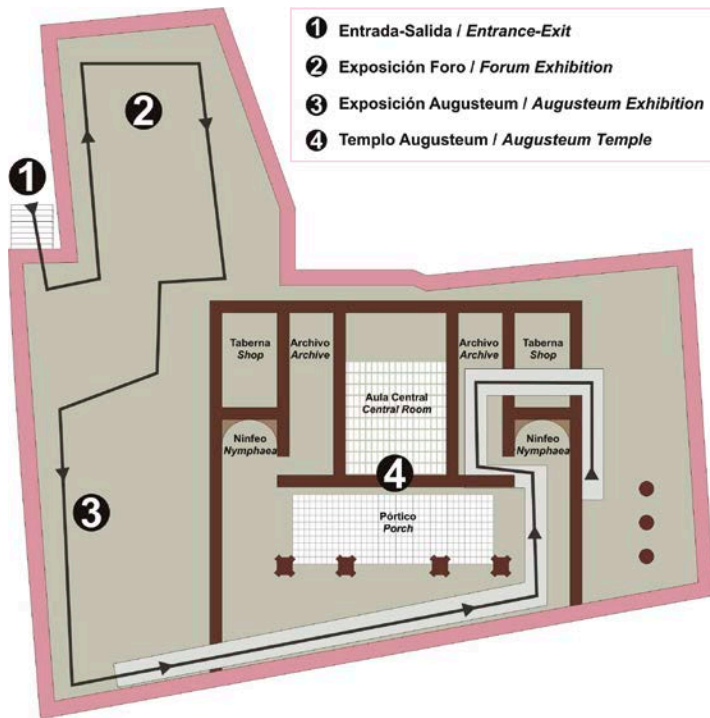 1 Entrada-Salida / Entrance-Exit
2 Exposición Foro / Forum Exhibition
3 Exposición Augusteum / Augusteum Exhibition
4 Templo Augusteum / Augusteum Temple
2
1
Taberna
Shop
Archivo
Archive
Archivo
Archive
Taberna
Shop
Aula Central
Central Room
Ninfeo
Nymphaea
Ninfeo
Nymphaea
4
3
Pórtico
Porch